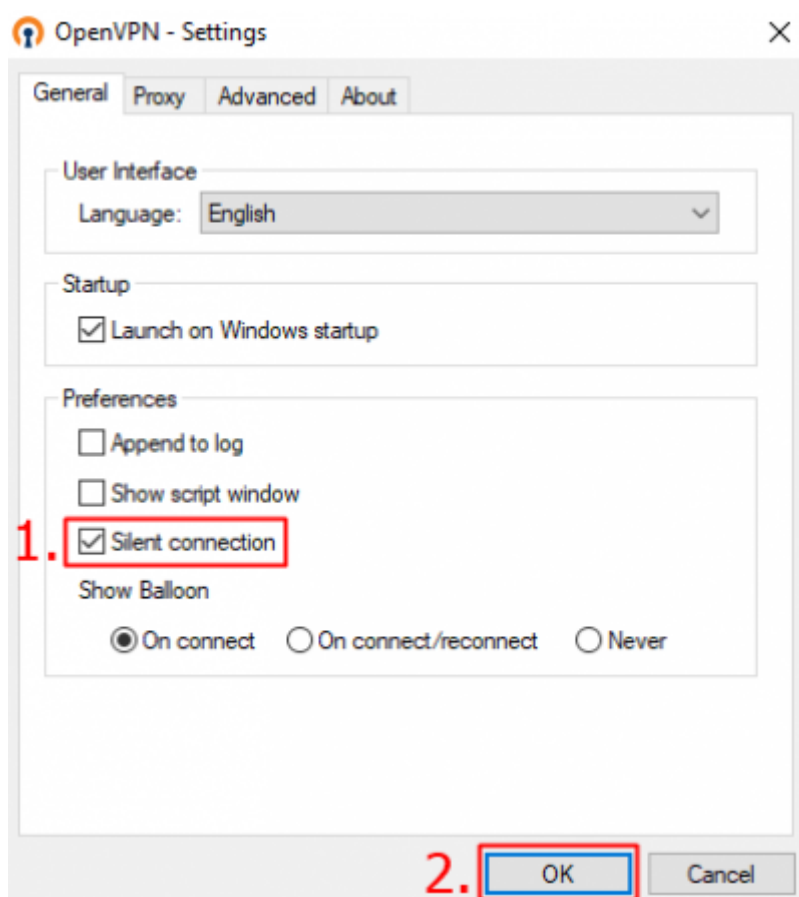 OpenVPN - Settings
General Proxy Advanced About
User Interface
Language: English
Startup
Launch on Windows startup
Preferences
Append to log
Show script window
1. Silent connection
Show Balloon
On connect On connect/reconnect Never
2. OK Cancel